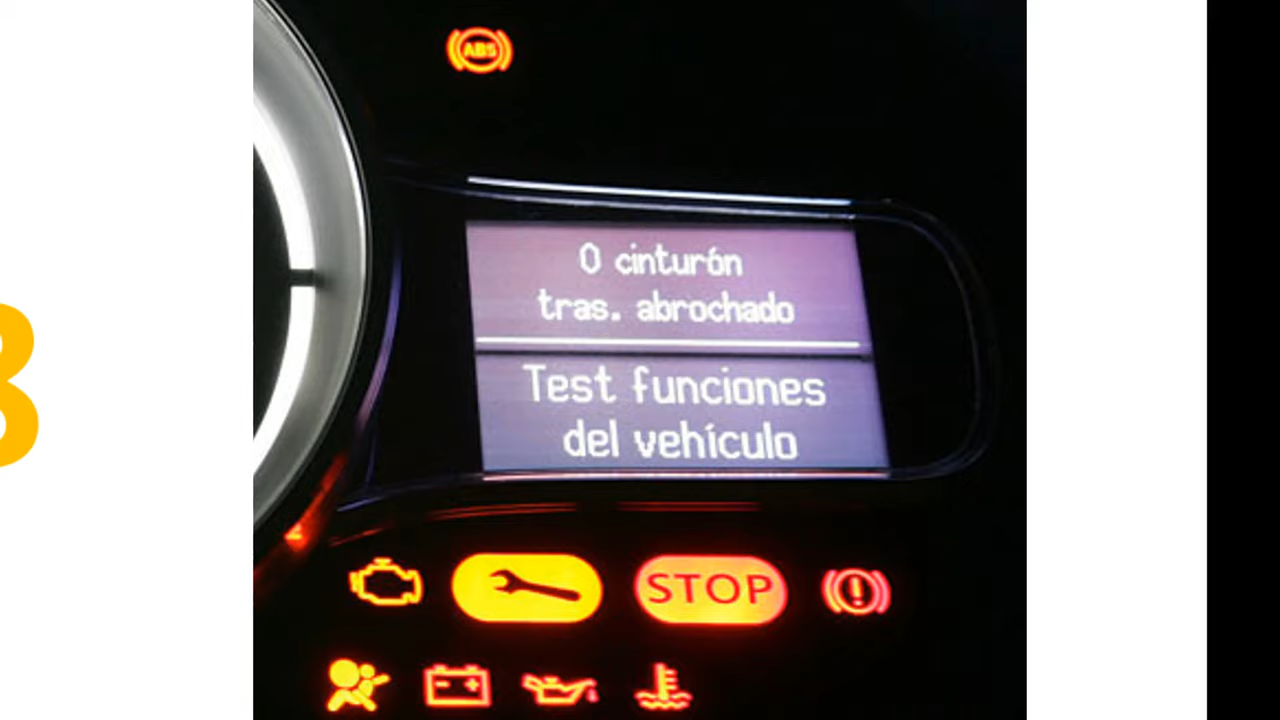 ABS
0 cinturón
tras. abrochado
Test funciones
del vehículo
STOP